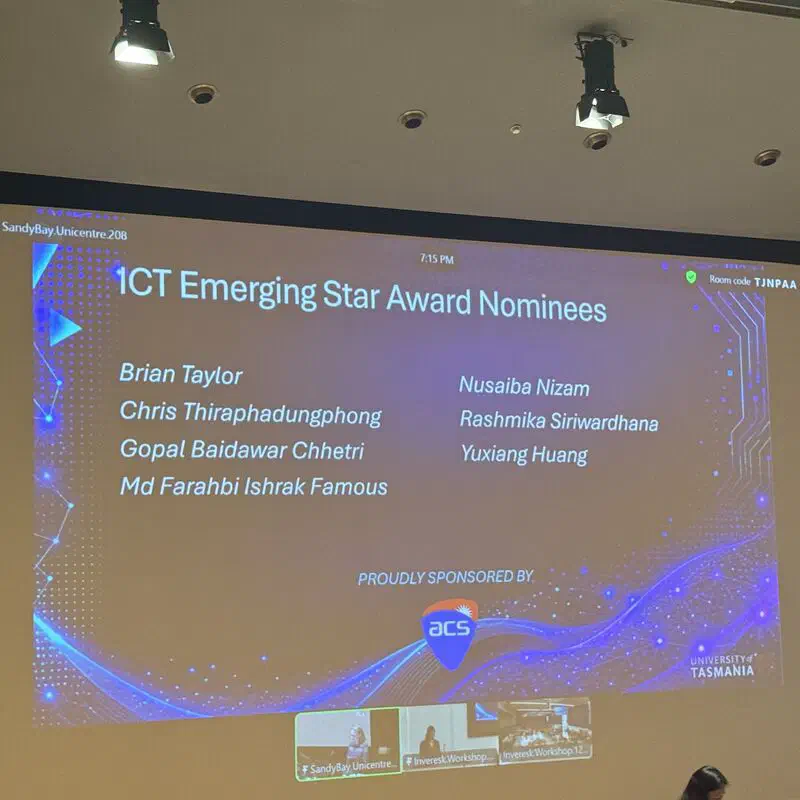 SandyBay.Unicentre.208
7:15 PM
Room code TJNPAA
ICT Emerging Star Award Nominees
Brian Taylor
Chris Thiraphadungphong
Gopal Baidawar Chhetri
Md Farahbi Ishrak Famous
Nusaiba Nizam
Rashmika Siriwardhana
Yuxiang Huang
PROUDLY SPONSORED BY
acs
UNIVERSITY of
TASMANIA
SandyBay.Unicentre...
Inveresk.Workshop...
Inveresk.Workshop.12...